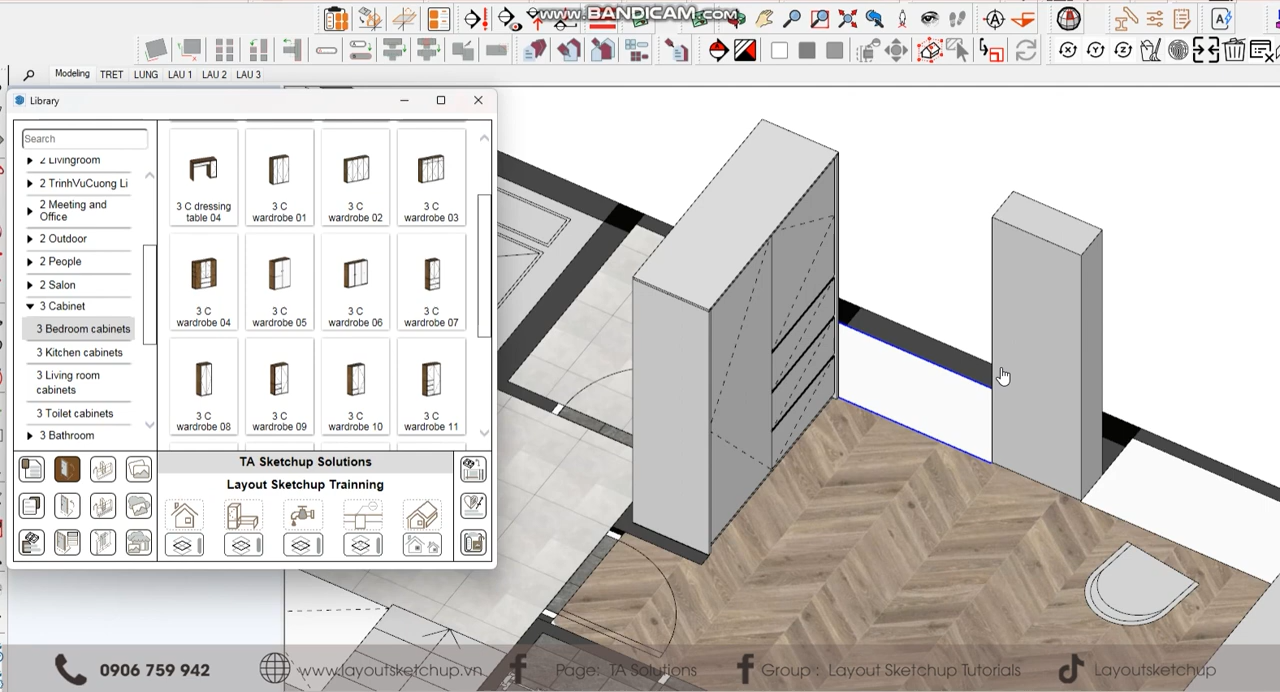 www.BANDICAM.com
Modeling TRET LUNG LAU 1 LAU 2 LAU 3
Library
Search
2 Livingroom
2 TrinhVuCuong Li
2 Meeting and
Office
2 Outdoor
2 People
2 Salon
3 Cabinet
3 Bedroom cabinets
3 Kitchen cabinets
3 Living room
cabinets
3 Toilet cabinets
3 Bathroom
3 C dressing
table 04
3 C
wardrobe 01
3 C
wardrobe 02
3 C
wardrobe 03
3 C
wardrobe 04
3 C
wardrobe 05
3 C
wardrobe 06
3 C
wardrobe 07
3 C
wardrobe 08
3 C
wardrobe 09
3 C
wardrobe 10
3 C
wardrobe 11
TA Sketchup Solutions
Layout Sketchup Trainning
0906 759 942
www.layoutsketchup.vn
Page: TA Solutions
Group : Layout Sketchup Tutorials
Layoutsketchup